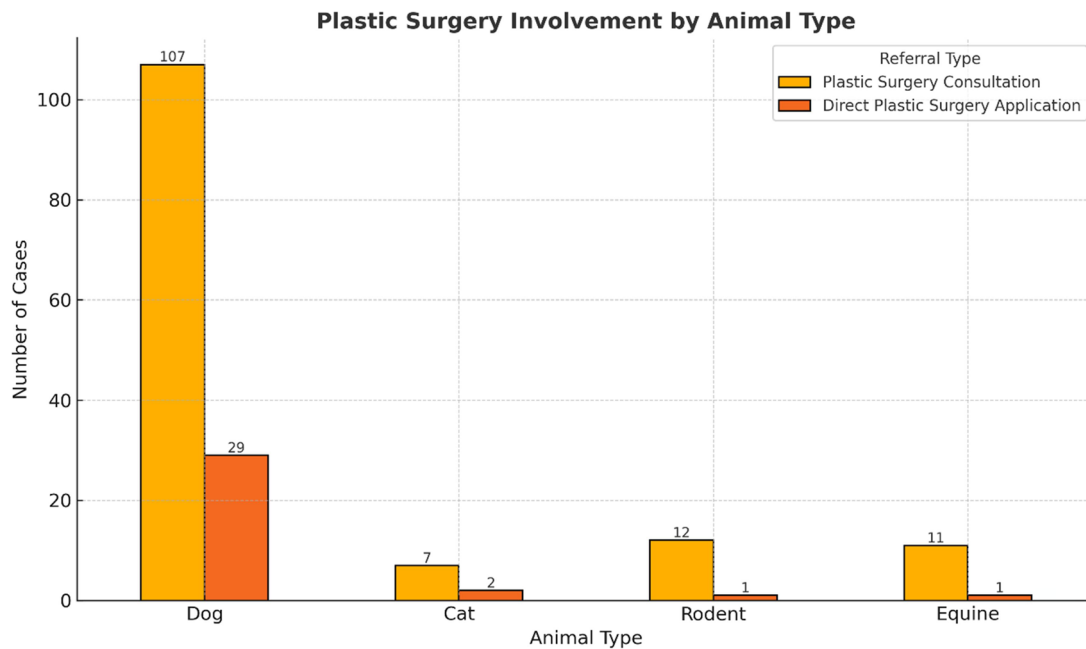 Plastic Surgery Involvement by Animal Type
Referral Type
Plastic Surgery Consultation
Direct Plastic Surgery Application
Number of Cases
100
80
60
40
20
0
107
29
7
2
12
1
11
1
Dog
Cat
Rodent
Equine
Animal Type